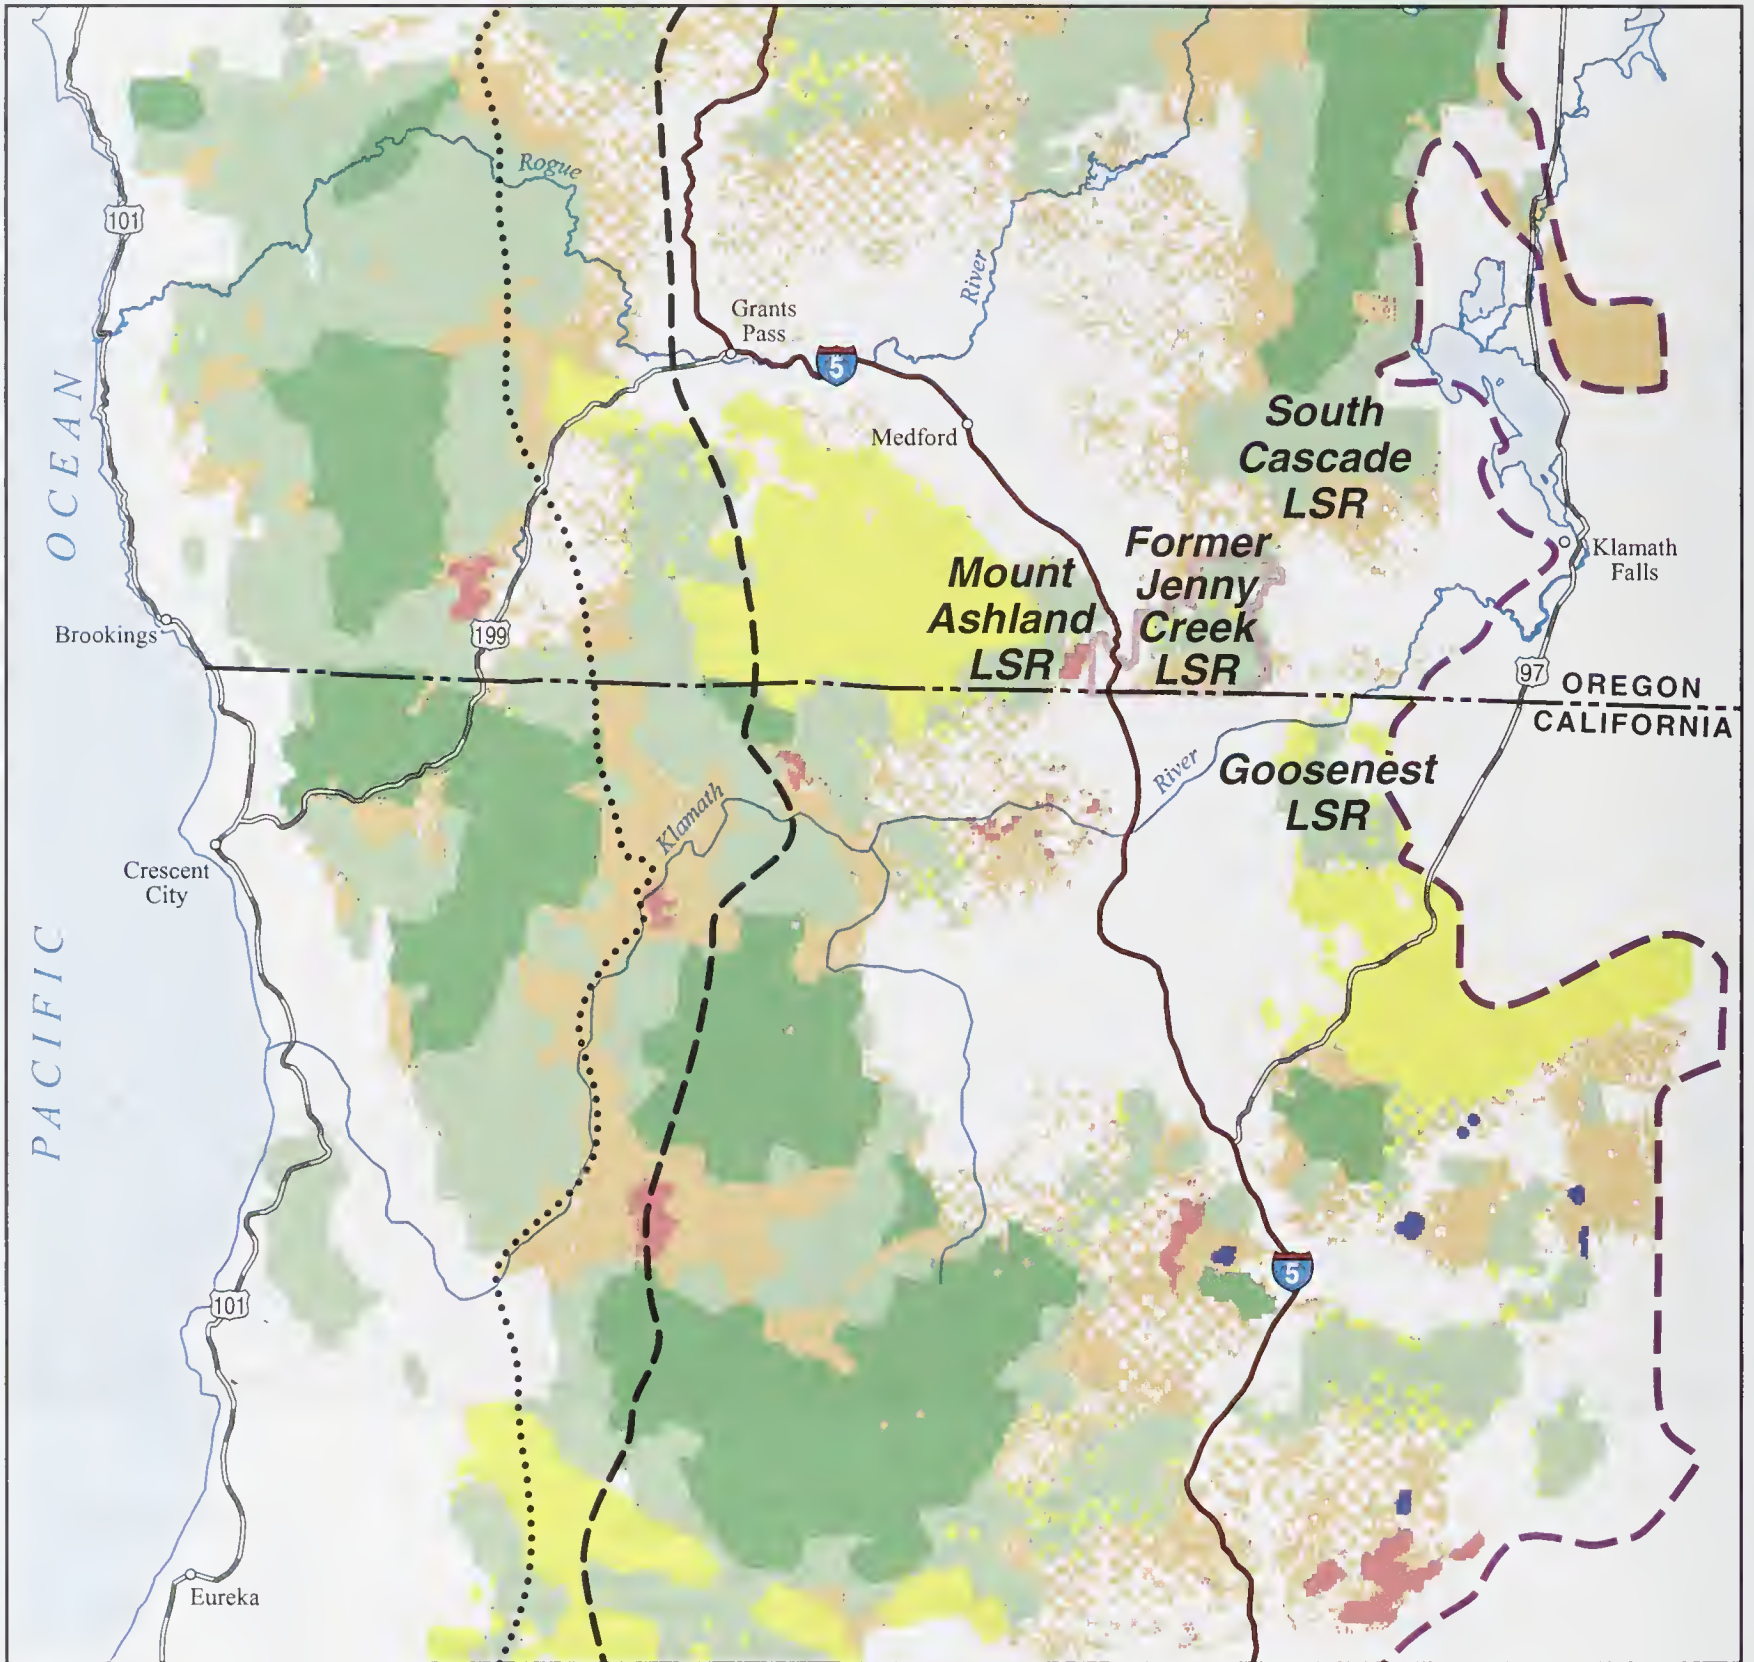 Rogue
101
Grants
Pass
River
5
OCEAN
Medford
South
Cascade
LSR
Former
Jenny
Creek
LSR
Mount
Ashland
LSR
Klamath
Falls
Brookings
199
97
OREGON
CALIFORNIA
River
Goosenest
LSR
Klamath
Crescent
City
PACIFIC
5
101
Eureka